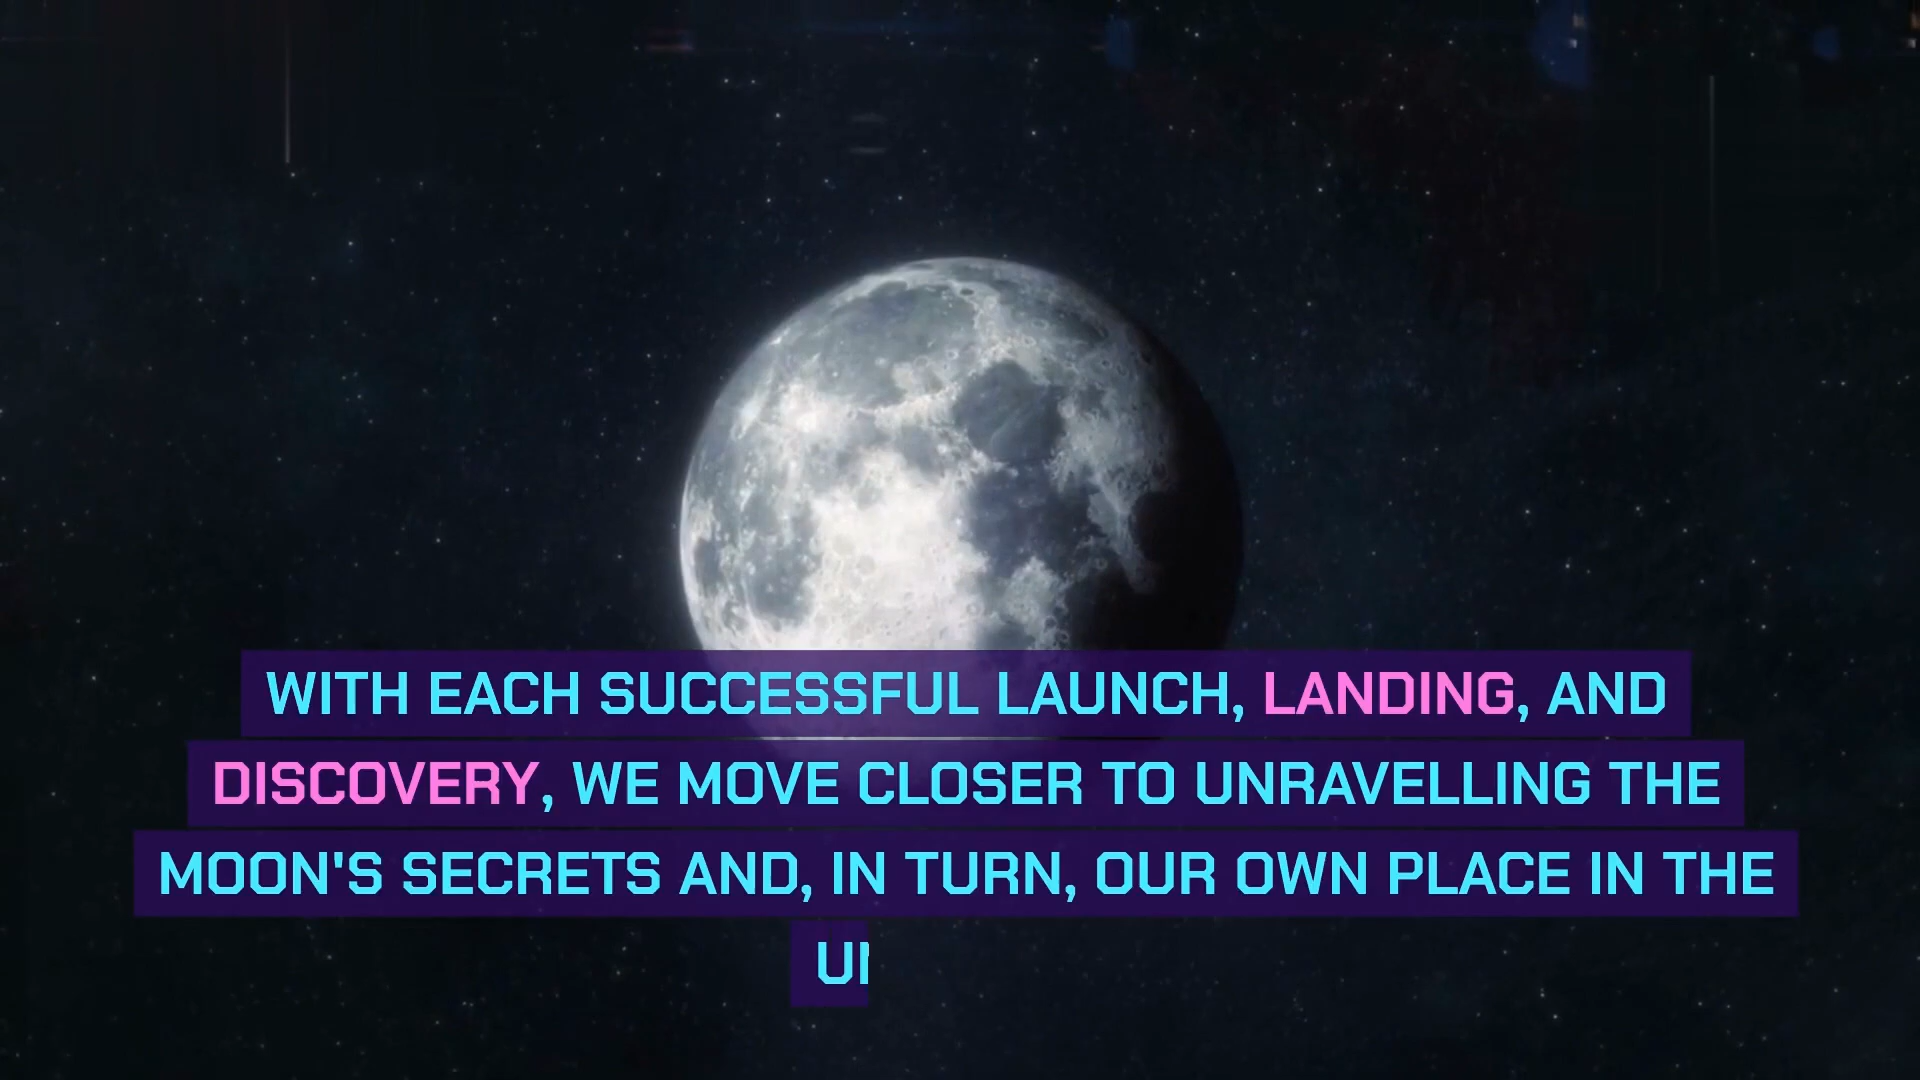 WITH EACH SUCCESSFUL LAUNCH, LANDING, AND
DISCOVERY, WE MOVE CLOSER TO UNRAVELLING THE
MOON'S SECRETS AND, IN TURN, OUR OWN PLACE IN THE